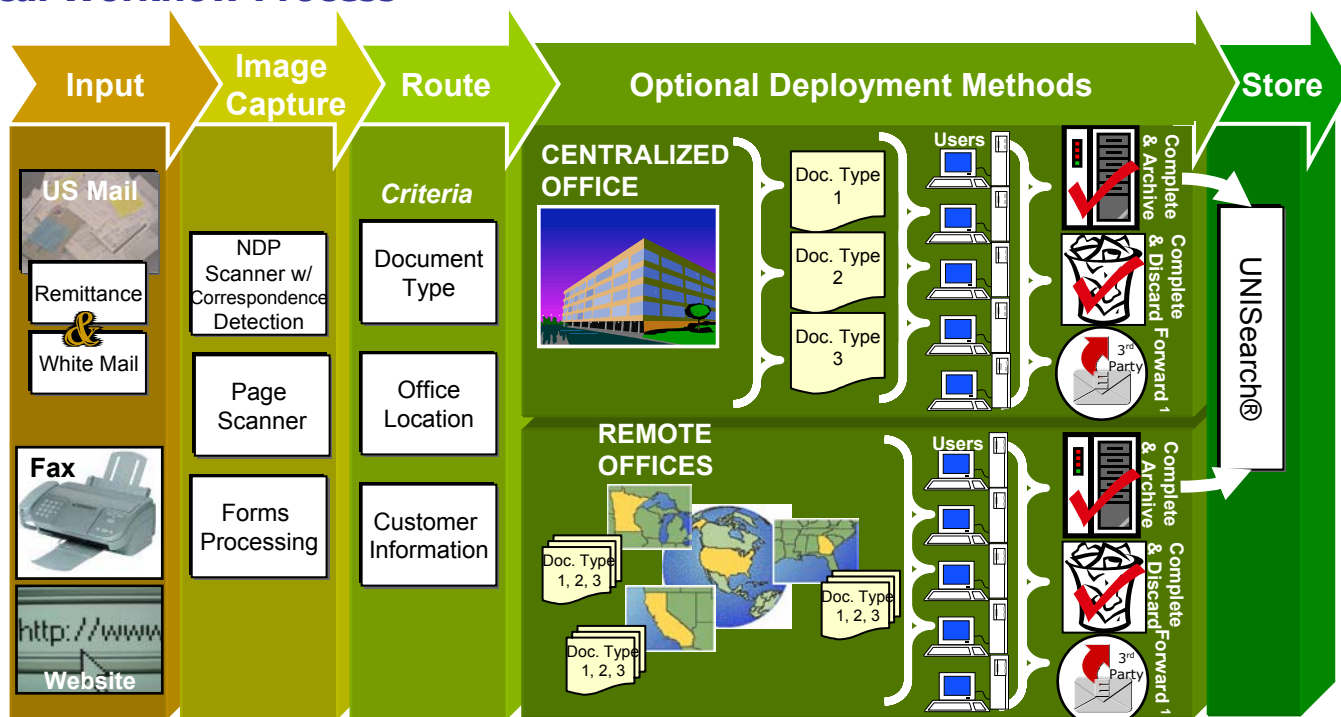 Workflow Process
Input
Image
Capture
Route
Optional Deployment Methods
Store
US Mail
Remittance
&
White Mail
Fax
http://www
Website
NDP
Scanner w/
Correspondence
Detection
Page
Scanner
Forms
Processing
Criteria
Document
Type
Office
Location
Customer
Information
CENTRALIZED
OFFICE
Doc. Type
1
Doc. Type
2
Doc. Type
3
Users
Complete
& Archive
Complete
& Discard
3rd
Party
Forward 1
REMOTE
OFFICES
Doc. Type
1, 2, 3
Doc. Type
1, 2, 3
Doc. Type
1, 2, 3
Users
Complete
& Archive
Complete
& Discard
3rd
Party
Forward 1
UNISearch®